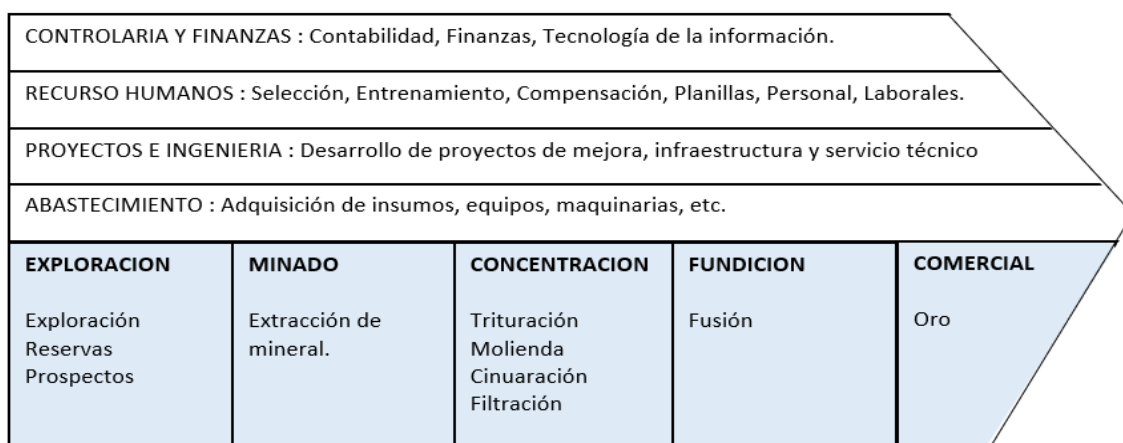 CONTROLARIA Y FINANZAS : Contabilidad, Finanzas, Tecnología de la información.
RECURSO HUMANOS : Selección, Entrenamiento, Compensación, Planillas, Personal, Laborales.
PROYECTOS E INGENIERIA : Desarrollo de proyectos de mejora, infraestructura y servicio técnico
ABASTECIMIENTO : Adquisición de insumos, equipos, maquinarias, etc.
EXPLORACION
Exploración
Reservas
Prospectos
MINADO
Extracción de
mineral.
CONCENTRACION
Trituración
Molienda
Cinuaración
Filtración
FUNDICION
Fusión
COMERCIAL
Oro